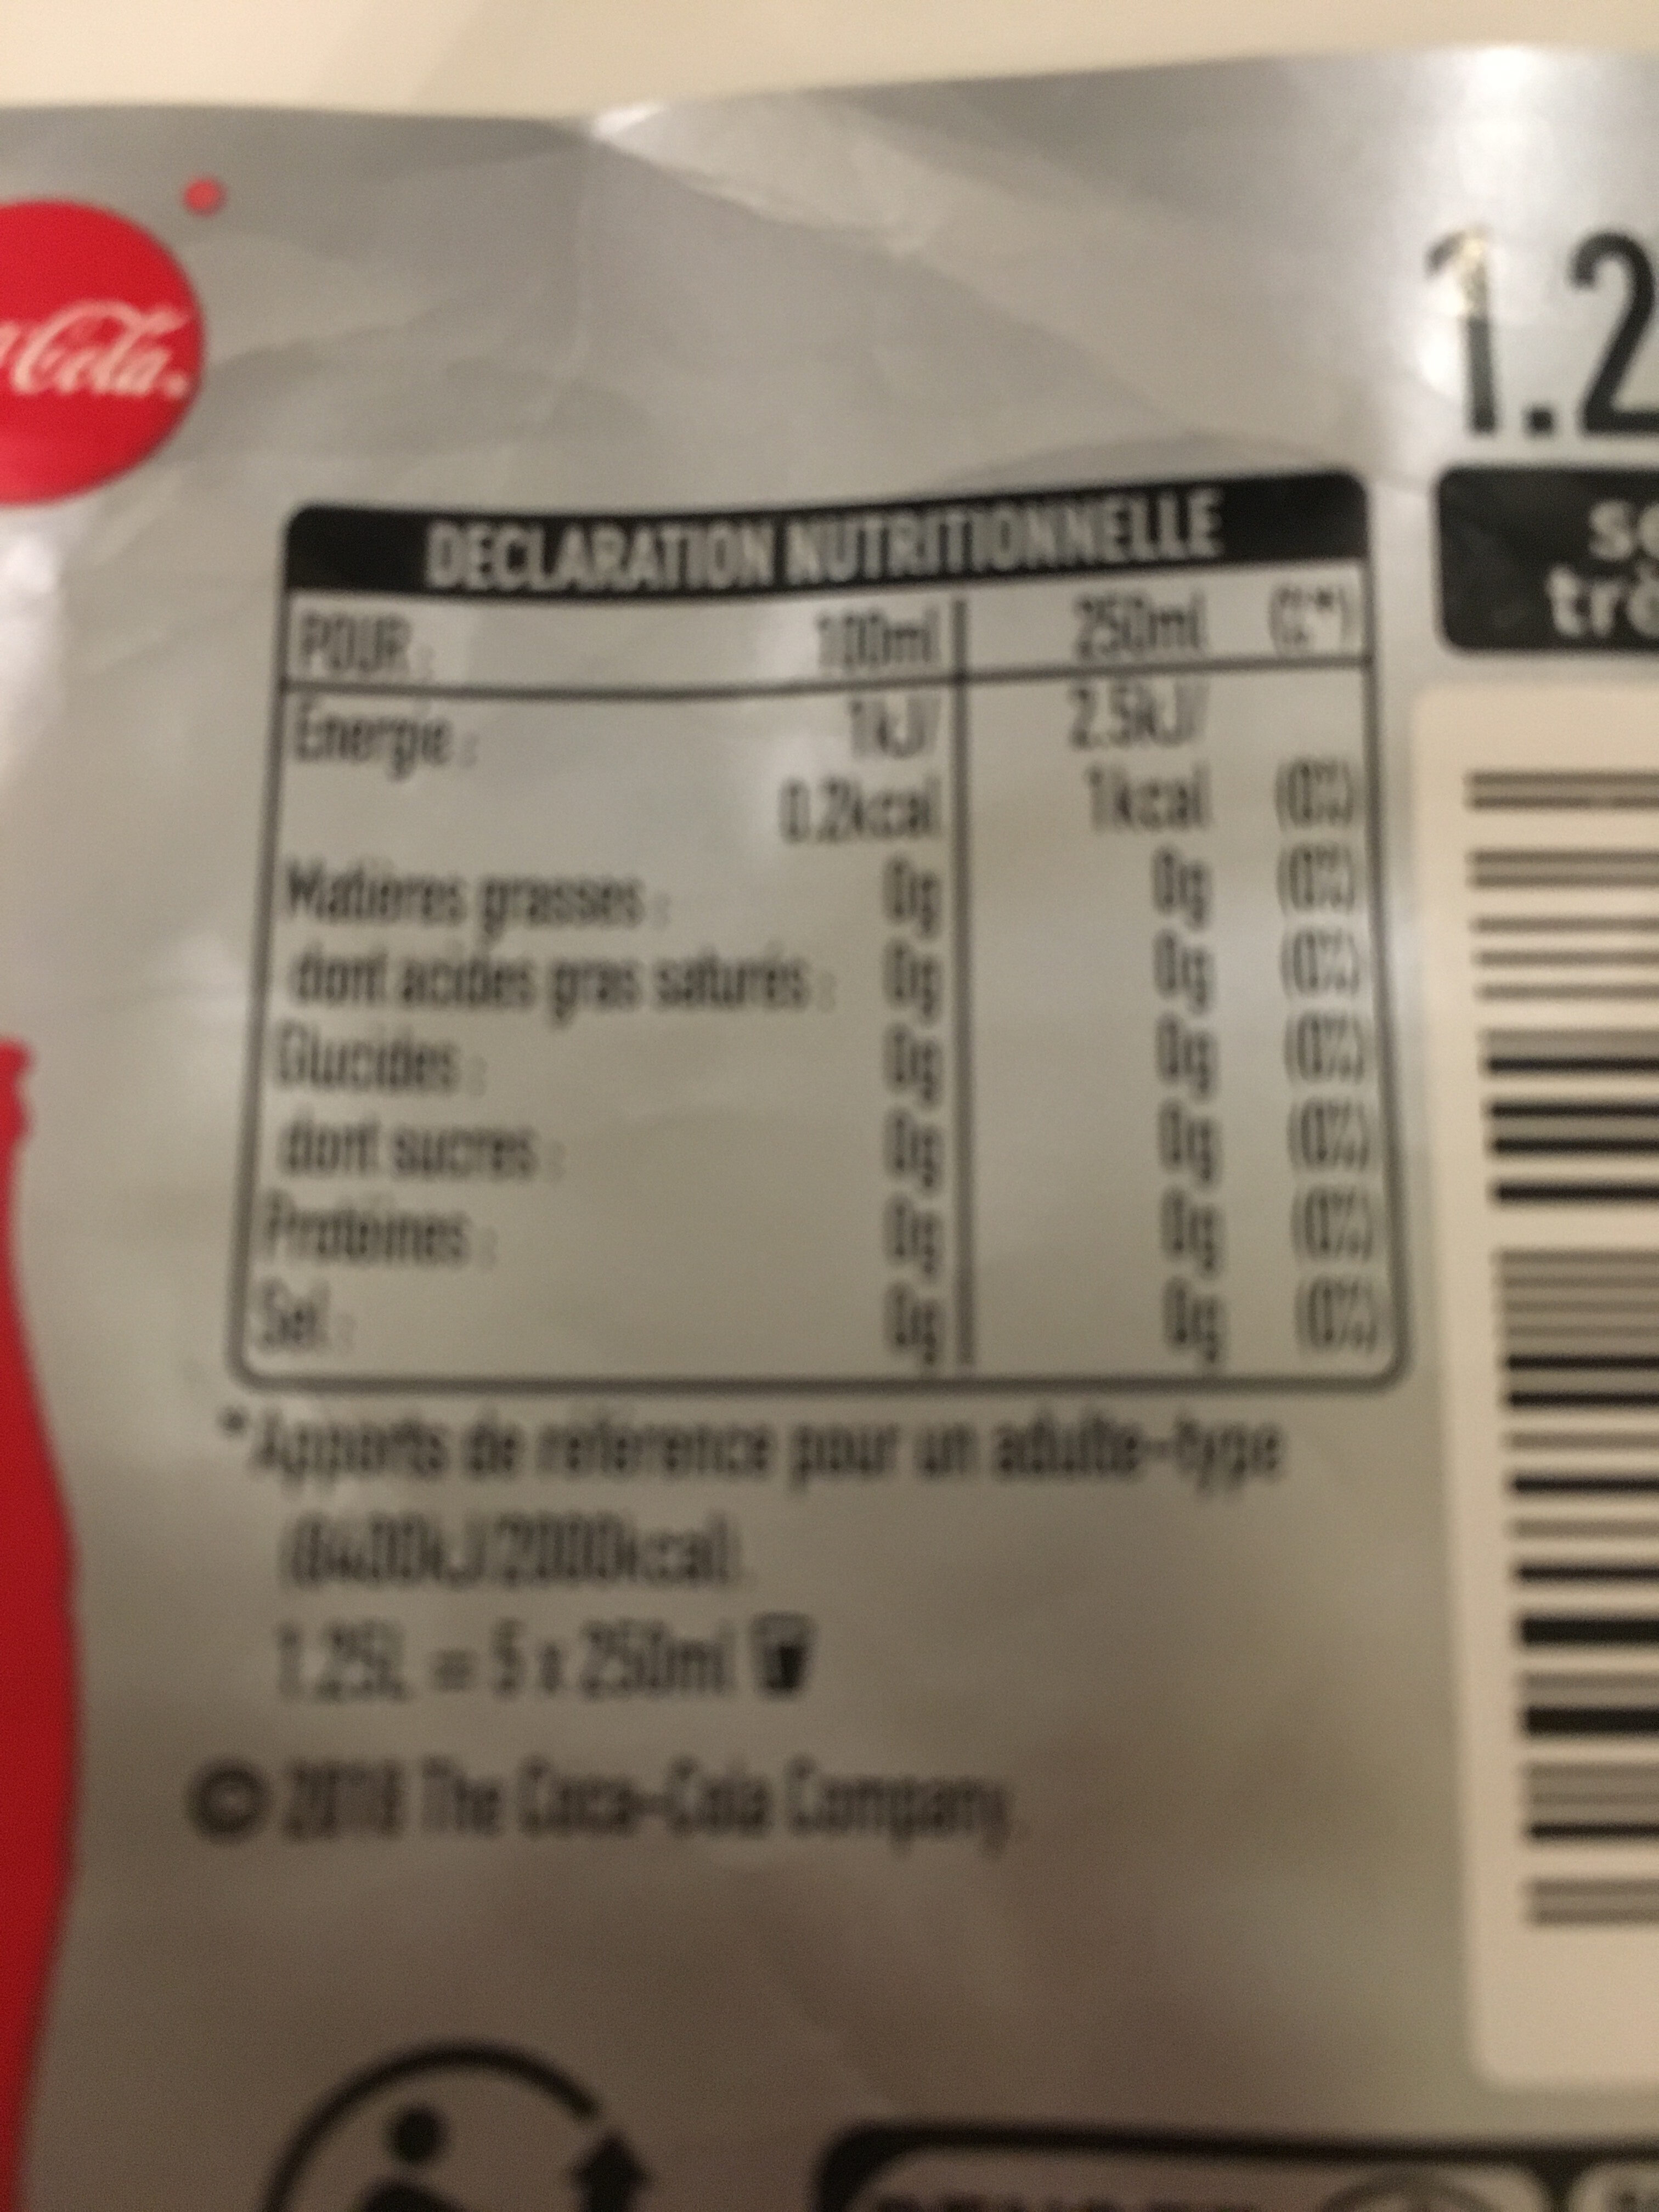 Cola
1.2
DECLARATION NUTRITIONNELLE
POUR : 100ml 250ml (%*)
Energie : 1kJ/ 2.5kJ/
0.2kcal 1kcal (0%)
Matières grasses : 0g 0g (0%)
dont acides gras saturés : 0g 0g (0%)
Glucides : 0g 0g (0%)
dont sucres : 0g 0g (0%)
Protéines : 0g 0g (0%)
Sel : 0g 0g (0%)
*Apports de référence pour un adulte-type
(8400kJ/2000kcal).
1.25L = 5 x 250ml
© 2018 The Coca-Cola Company.